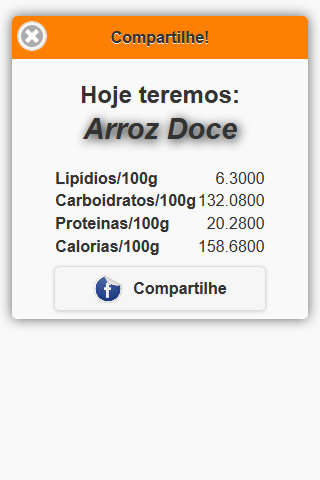 Compartilhe!
Hoje teremos:
Arroz Doce
Lipídios/100g 6.3000
Carboidratos/100g 132.0800
Proteinas/100g 20.2800
Calorias/100g 158.6800
Compartilhe